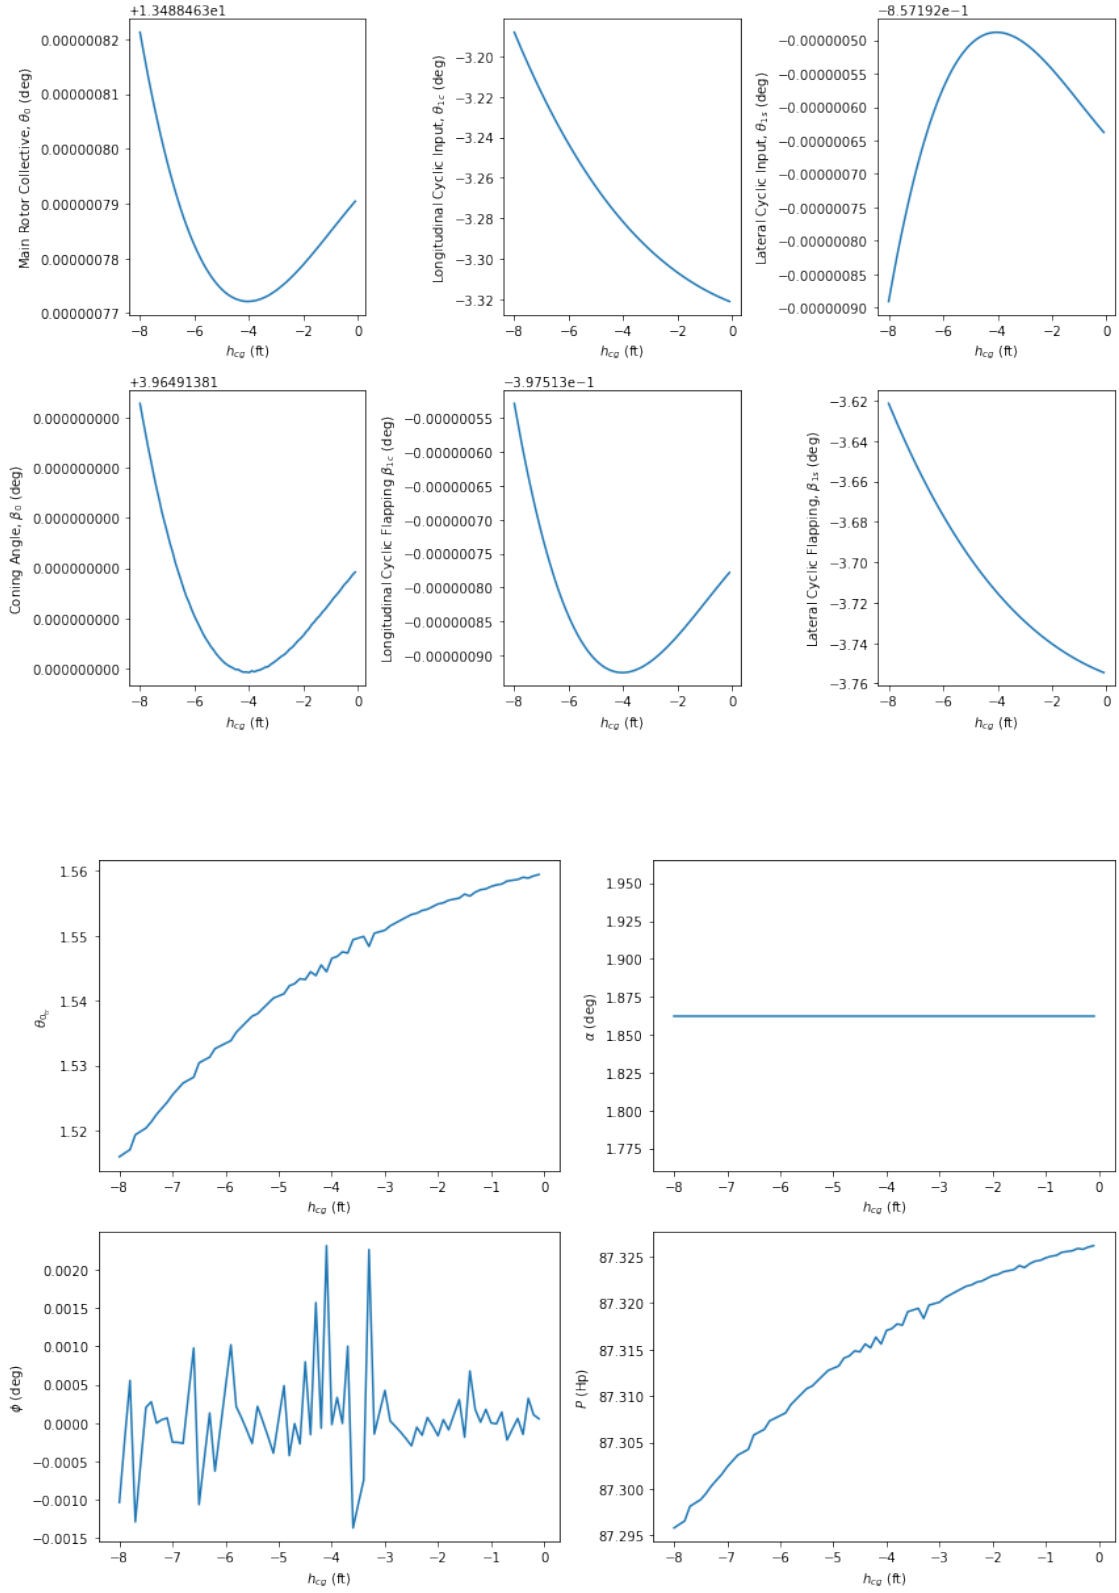 +1.3488463e1
Main Rotor Collective, θ₀ (deg)
0.00000082
0.00000081
0.00000080
0.00000079
0.00000078
0.00000077
−8 −6 −4 −2 0
h_cg (ft)
Longitudinal Cyclic Input, θ₁c (deg)
−3.20
−3.22
−3.24
−3.26
−3.28
−3.30
−3.32
−8 −6 −4 −2 0
h_cg (ft)
−8.57192e−1
Lateral Cyclic Input, θ₁s (deg)
−0.00000050
−0.00000055
−0.00000060
−0.00000065
−0.00000070
−0.00000075
−0.00000080
−0.00000085
−0.00000090
−8 −6 −4 −2 0
h_cg (ft)
+3.96491381
Coning Angle, β₀ (deg)
0.000000000
0.000000000
0.000000000
0.000000000
0.000000000
0.000000000
−8 −6 −4 −2 0
h_cg (ft)
−3.97513e−1
Longitudinal Cyclic Flapping β₁c (deg)
−0.00000055
−0.00000060
−0.00000065
−0.00000070
−0.00000075
−0.00000080
−0.00000085
−0.00000090
−8 −6 −4 −2 0
h_cg (ft)
Lateral Cyclic Flapping, β₁s (deg)
−3.62
−3.64
−3.66
−3.68
−3.70
−3.72
−3.74
−3.76
−8 −6 −4 −2 0
h_cg (ft)
θ₀tr
1.56
1.55
1.54
1.53
1.52
−8 −7 −6 −5 −4 −3 −2 −1 0
h_cg (ft)
α (deg)
1.950
1.925
1.900
1.875
1.850
1.825
1.800
1.775
−8 −7 −6 −5 −4 −3 −2 −1 0
h_cg (ft)
ϕ (deg)
0.0020
0.0015
0.0010
0.0005
0.0000
−0.0005
−0.0010
−0.0015
−8 −7 −6 −5 −4 −3 −2 −1 0
h_cg (ft)
P (Hp)
87.325
87.320
87.315
87.310
87.305
87.300
87.295
−8 −7 −6 −5 −4 −3 −2 −1 0
h_cg (ft)